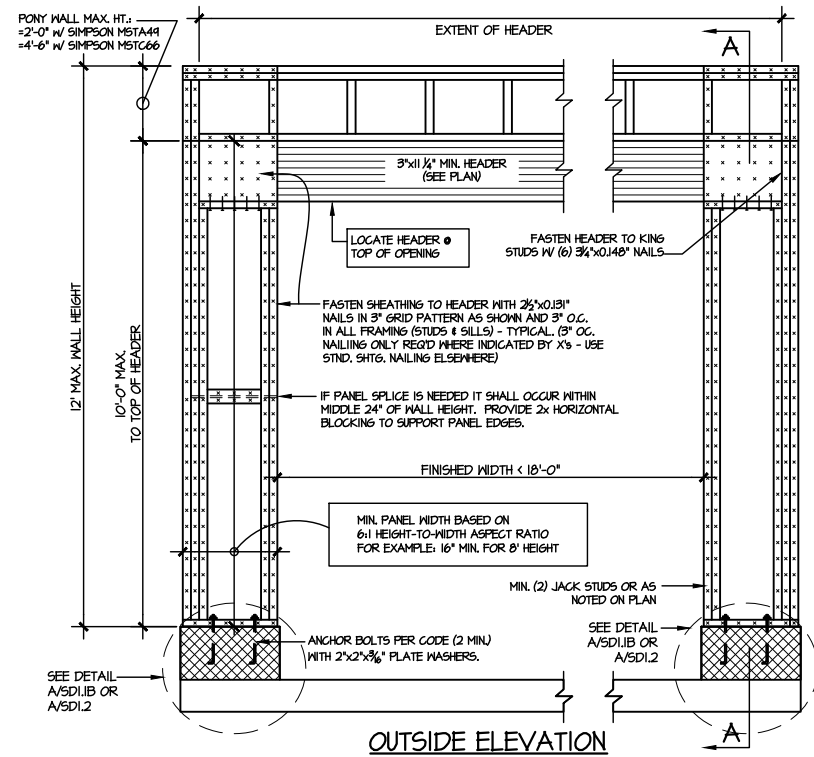 PONY WALL MAX. HT.:
=2'-0" W/ SIMPSON MSTA49
=4'-6" W/ SIMPSON MSTC66
EXTENT OF HEADER
A
3"x11 1/4" MIN. HEADER
(SEE PLAN)
LOCATE HEADER @
TOP OF OPENING
FASTEN HEADER TO KING
STUDS W/ (6) 3 1/4"x0.148" NAILS
12' MAX. WALL HEIGHT
10'-0" MAX.
TO TOP OF HEADER
FASTEN SHEATHING TO HEADER WITH 2 1/2"x0.131"
NAILS IN 3" GRID PATTERN AS SHOWN AND 3" O.C.
IN ALL FRAMING (STUDS & SILLS) - TYPICAL. (3" OC.
NAILIING ONLY REQ'D WHERE INDICATED BY X's - USE
STND. SHTG. NAILING ELSEWHERE)
IF PANEL SPLICE IS NEEDED IT SHALL OCCUR WITHIN
MIDDLE 24" OF WALL HEIGHT. PROVIDE 2x HORIZONTAL
BLOCKING TO SUPPORT PANEL EDGES.
FINISHED WIDTH < 18'-0"
MIN. PANEL WIDTH BASED ON
6:1 HEIGHT-TO-WIDTH ASPECT RATIO
FOR EXAMPLE: 16" MIN. FOR 8' HEIGHT
MIN. (2) JACK STUDS OR AS
NOTED ON PLAN
ANCHOR BOLTS PER CODE (2 MIN.)
WITH 2"x2"x3/16" PLATE WASHERS.
SEE DETAIL
A/SD1.1B OR
A/SD1.2
SEE DETAIL
A/SD1.1B OR
A/SD1.2
A
OUTSIDE ELEVATION